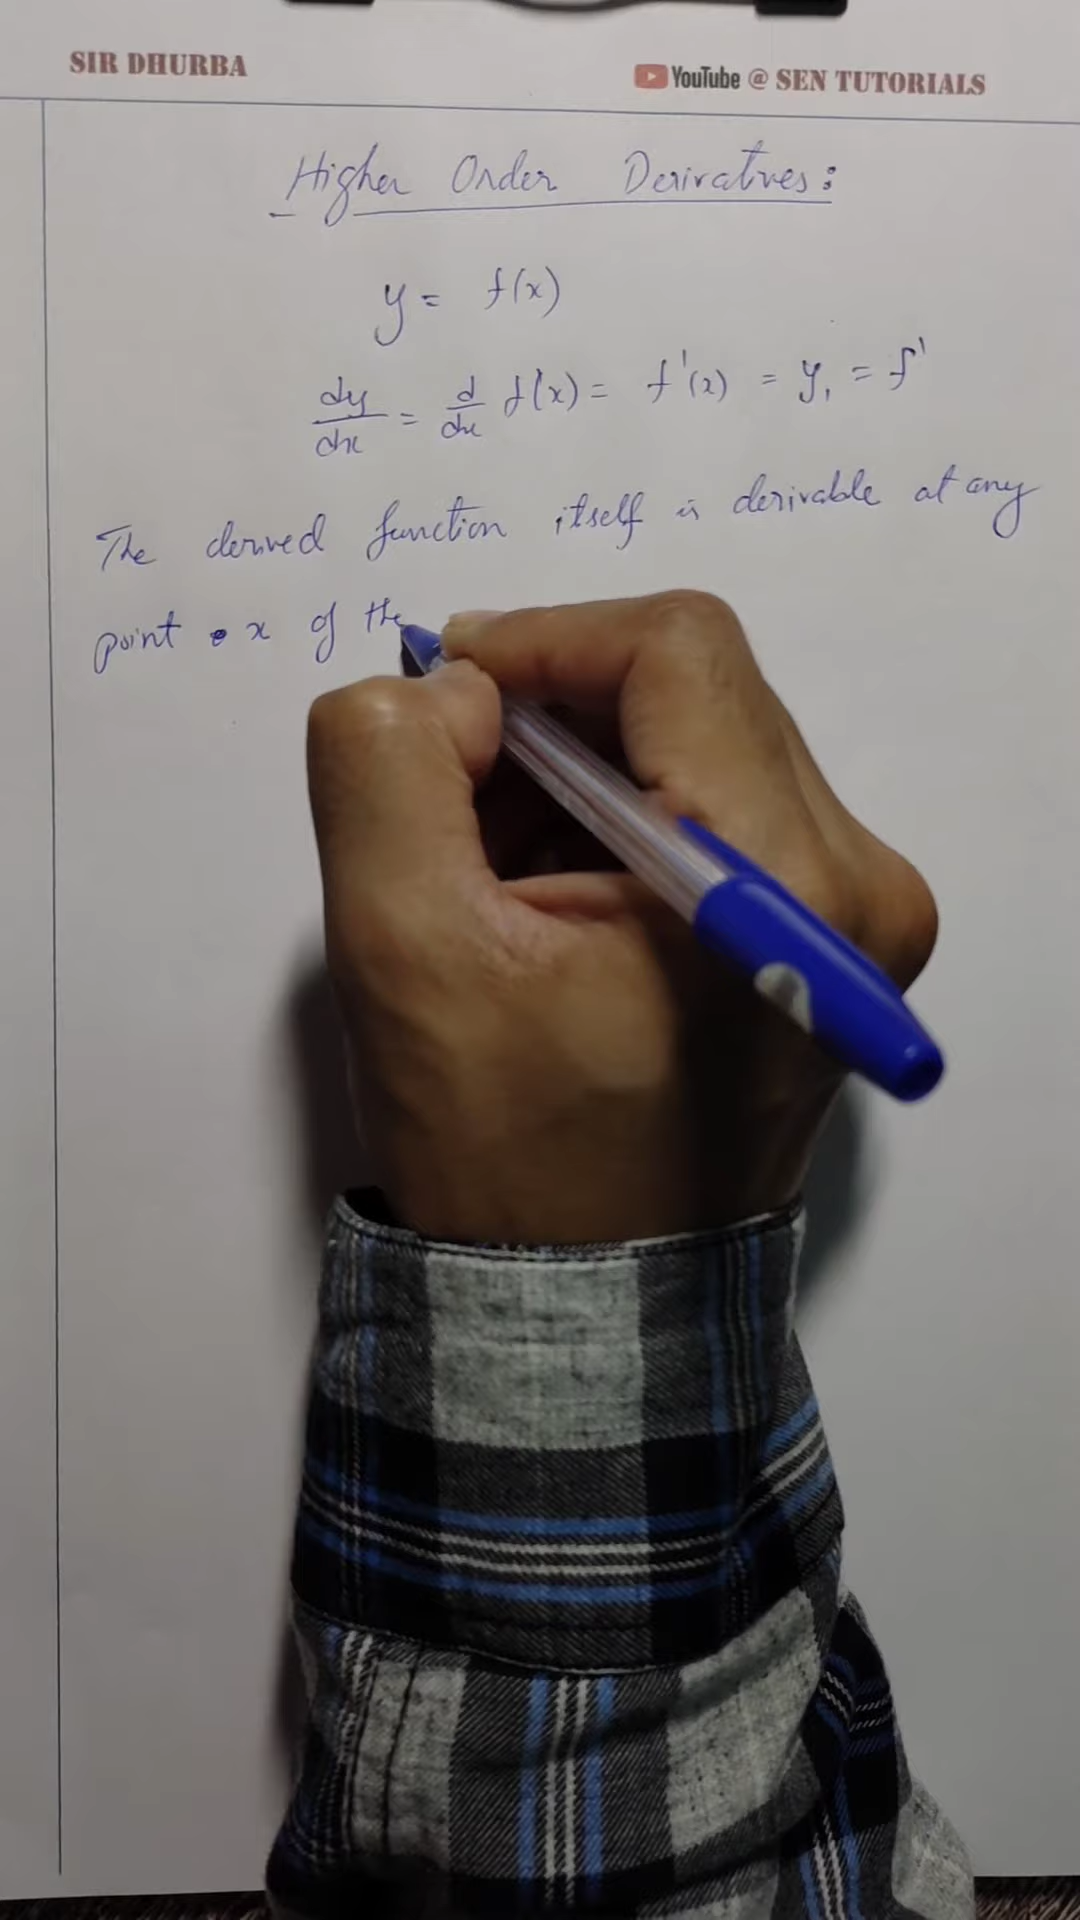 SIR DHURBA
YouTube @ SEN TUTORIALS
Higher Order Derivatives:
y = f(x)
dy/dx = d/dx f(x) = f'(x) = y₁ = f'
The derived function itself is derivable at any
point x of the